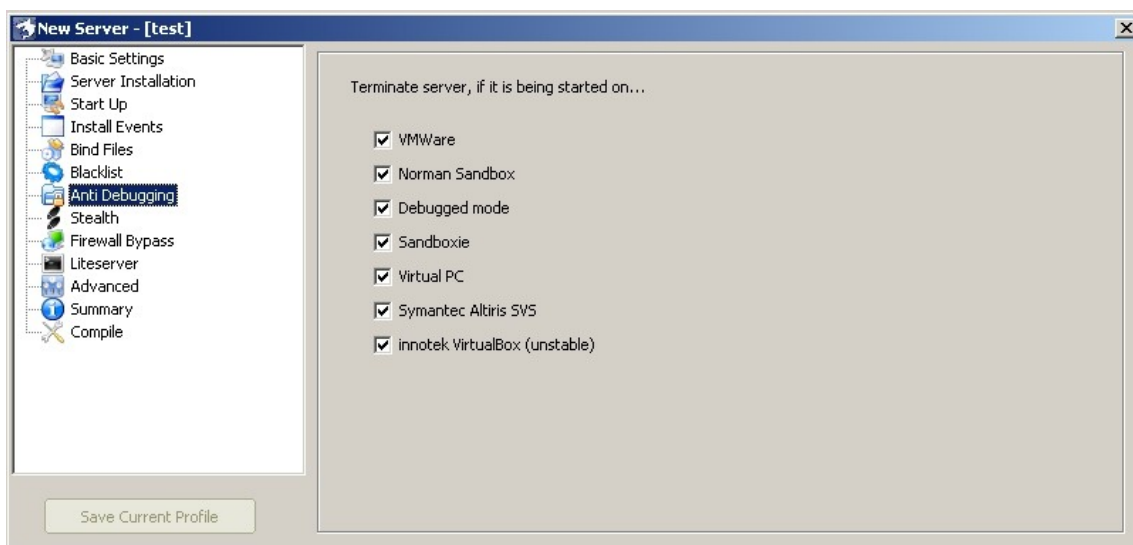 New Server - [test]
Basic Settings
Server Installation
Start Up
Install Events
Bind Files
Blacklist
Anti Debugging
Stealth
Firewall Bypass
Liteserver
Advanced
Summary
Compile
Save Current Profile
Terminate server, if it is being started on...
VMWare
Norman Sandbox
Debugged mode
Sandboxie
Virtual PC
Symantec Altiris SVS
innotek VirtualBox (unstable)